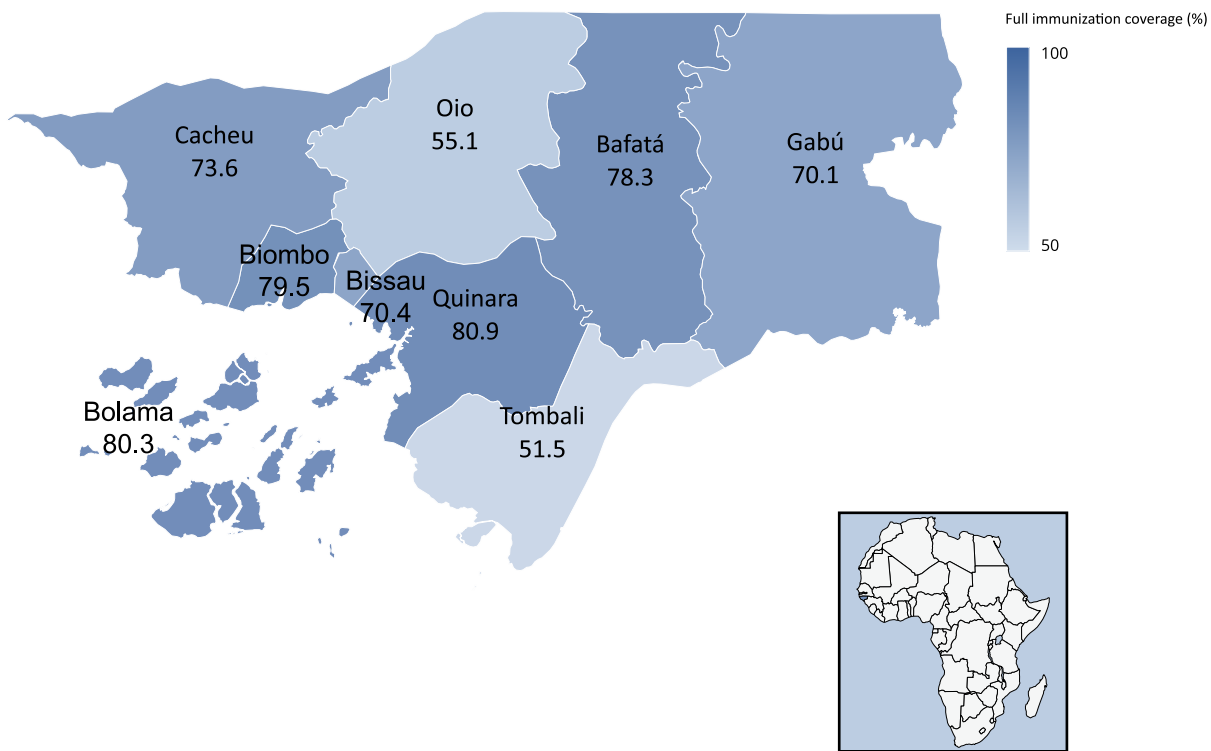 Full immunization coverage (%)
100
50
Oio
55.1
Cacheu
73.6
Bafatá
78.3
Gabú
70.1
Biombo
79.5
Bissau
70.4
Quinara
80.9
Bolama
80.3
Tombali
51.5